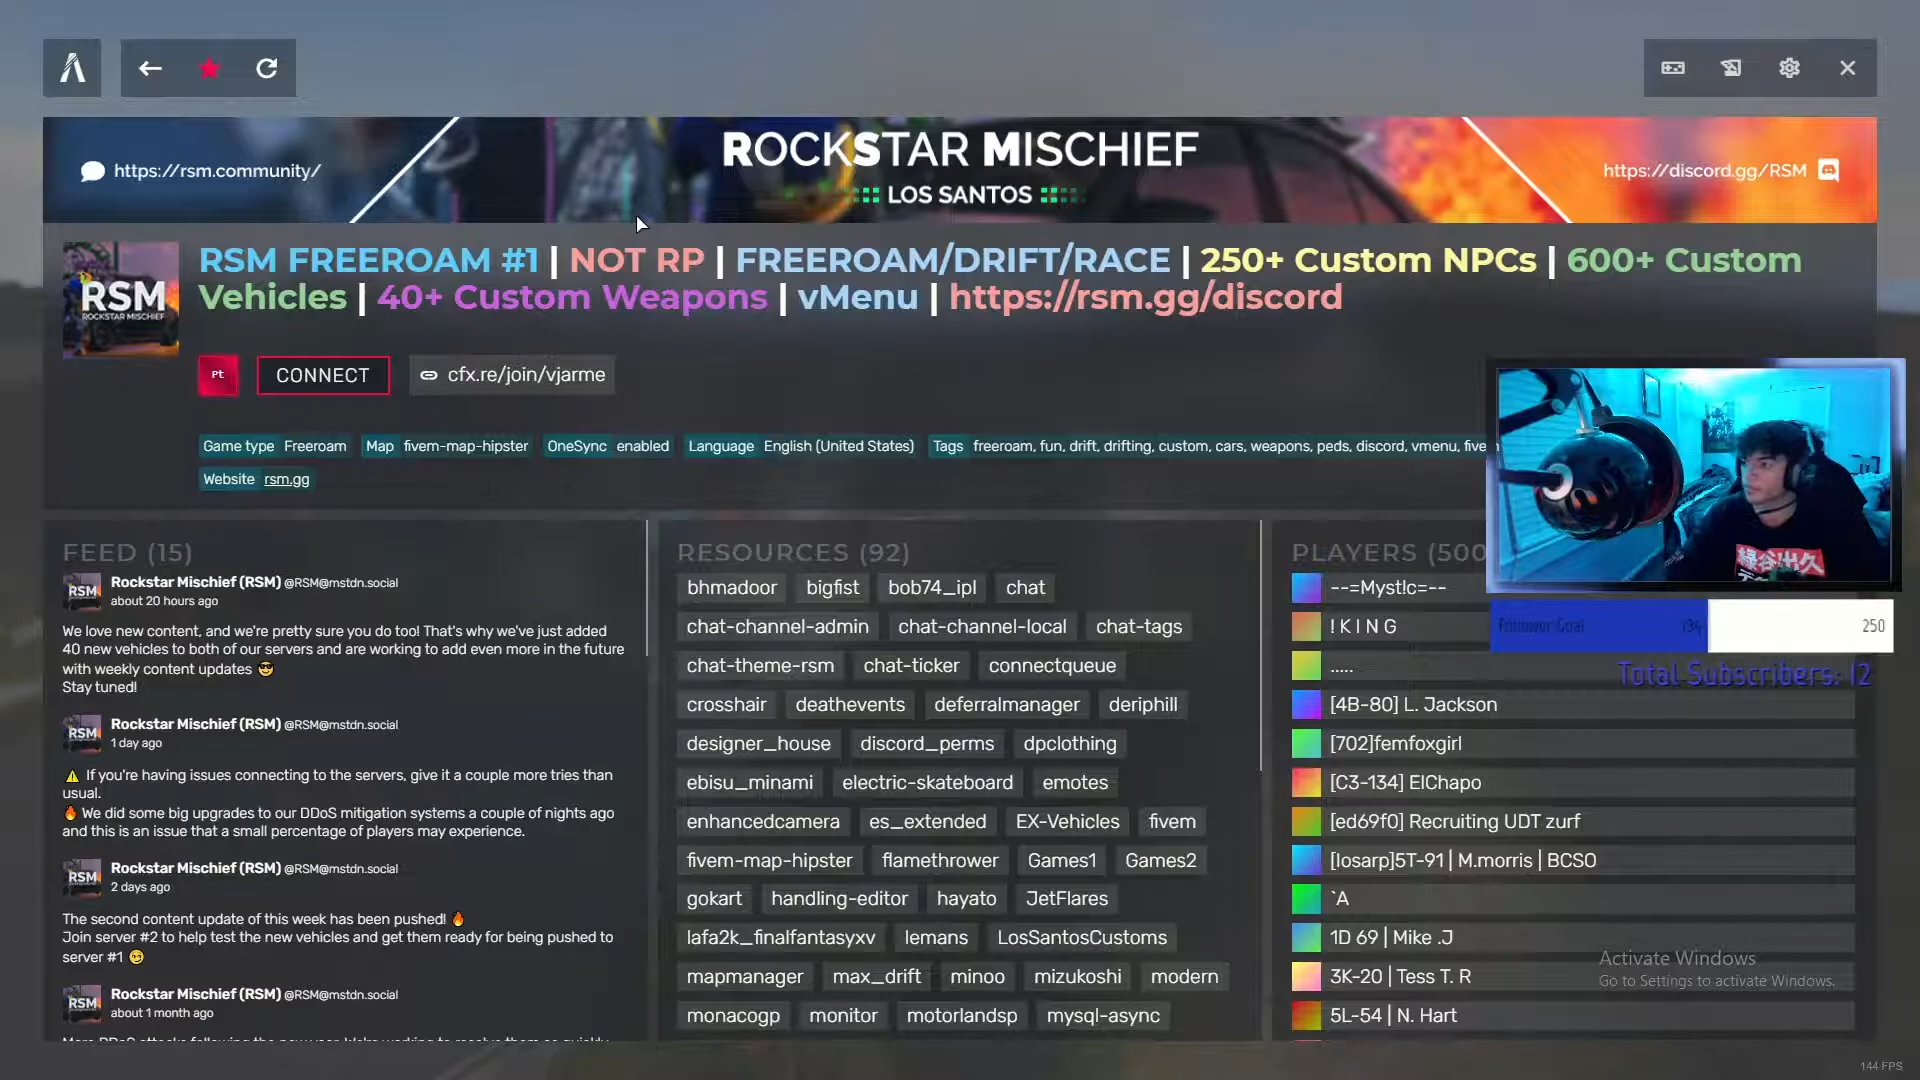 https://rsm.community/
ROCKSTAR MISCHIEF
LOS SANTOS
https://discord.gg/RSM
RSM
ROCKSTAR MISCHIEF
RSM FREEROAM #1 | NOT RP | FREEROAM/DRIFT/RACE | 250+ Custom NPCs | 600+ Custom
Vehicles | 40+ Custom Weapons | vMenu | https://rsm.gg/discord
Pt
CONNECT
cfx.re/join/vjarme
Game type Freeroam Map fivem-map-hipster OneSync enabled Language English (United States) Tags freeroam, fun, drift, drifting, custom, cars, weapons, peds, discord, vmenu, five
Website rsm.gg
FEED (15)
RSM
Rockstar Mischief (RSM) @RSM@mstdn.social
about 20 hours ago
We love new content, and we're pretty sure you do too! That's why we've just added
40 new vehicles to both of our servers and are working to add even more in the future
with weekly content updates 😎
Stay tuned!
RSM
Rockstar Mischief (RSM) @RSM@mstdn.social
1 day ago
⚠️ If you're having issues connecting to the servers, give it a couple more tries than
usual.
🔥 We did some big upgrades to our DDoS mitigation systems a couple of nights ago
and this is an issue that a small percentage of players may experience.
RSM
Rockstar Mischief (RSM) @RSM@mstdn.social
2 days ago
The second content update of this week has been pushed! 🔥
Join server #2 to help test the new vehicles and get them ready for being pushed to
server #1 😏
RSM
Rockstar Mischief (RSM) @RSM@mstdn.social
about 1 month ago
RESOURCES (92)
bhmadoor bigfist bob74_ipl chat
chat-channel-admin chat-channel-local chat-tags
chat-theme-rsm chat-ticker connectqueue
crosshair deathevents deferralmanager deriphill
designer_house discord_perms dpclothing
ebisu_minami electric-skateboard emotes
enhancedcamera es_extended EX-Vehicles fivem
fivem-map-hipster flamethrower Games1 Games2
gokart handling-editor hayato JetFlares
lafa2k_finalfantasyxv lemans LosSantosCustoms
mapmanager max_drift minoo mizukoshi modern
monacogp monitor motorlandsp mysql-async
PLAYERS (500
--=Myst!c=--
! K I N G
.....
[4B-80] L. Jackson
[702]femfoxgirl
[C3-134] ElChapo
[ed69f0] Recruiting UDT zurf
[losarp]5T-91 | M.morris | BCSO
`A
1D 69 | Mike .J
3K-20 | Tess T. R
5L-54 | N. Hart
緑谷出久
Follower Goal 134 250
Total Subscribers: 12
Activate Windows
Go to Settings to activate Windows.
144 FPS